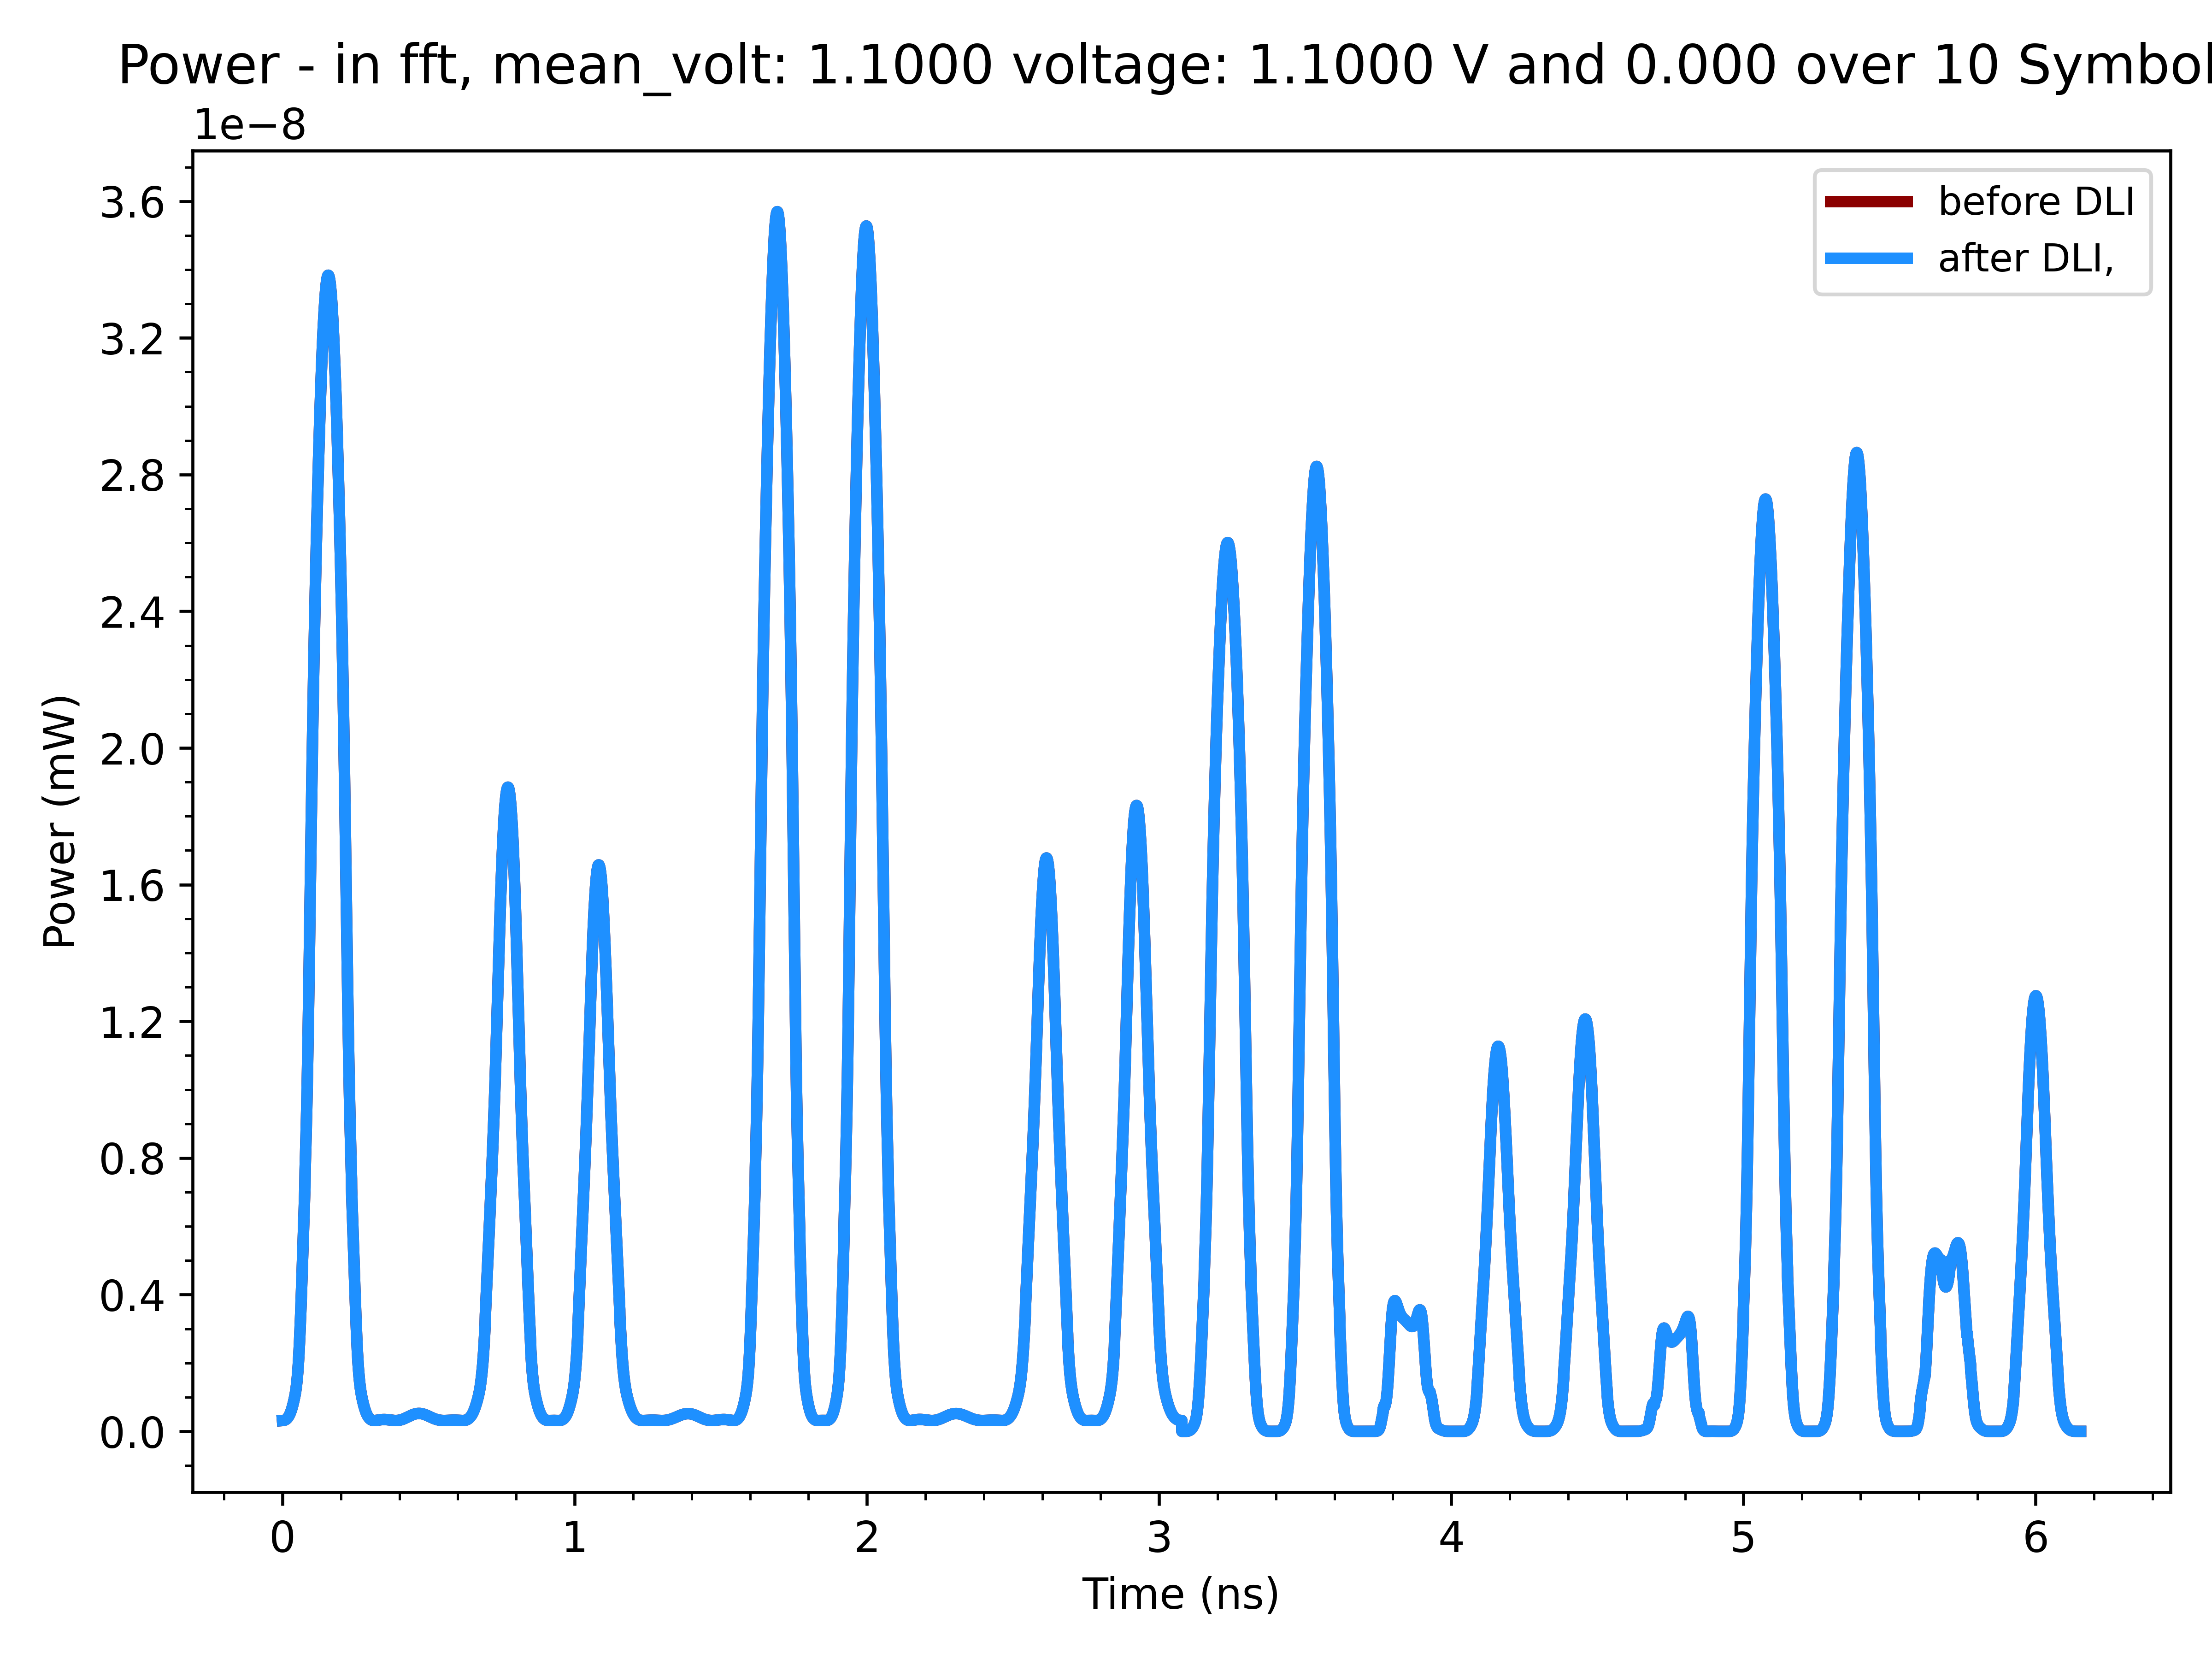 Power - in fft, mean_volt: 1.1000 voltage: 1.1000 V and 0.000 over 10 Symbol
1e−8
before DLI
after DLI,
3.6
3.2
2.8
2.4
2.0
1.6
1.2
0.8
0.4
0.0
Power (mW)
0 1 2 3 4 5 6
Time (ns)